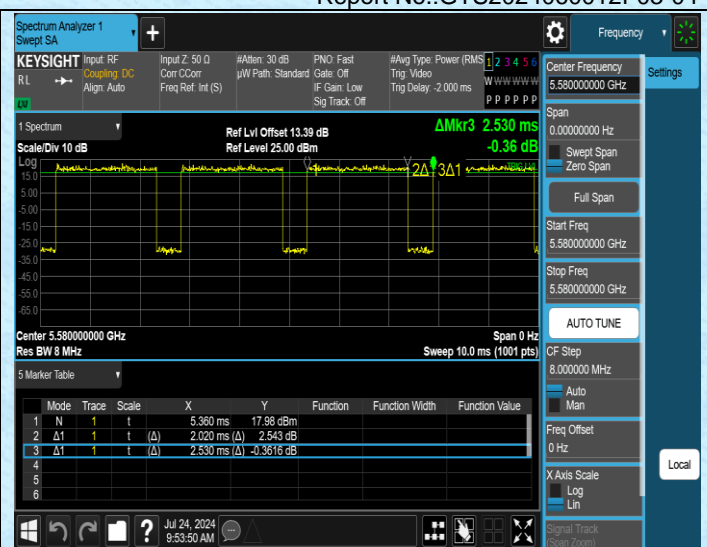 Spectrum Analyzer 1
Swept SA
+
Frequency
KEYSIGHT
RL
Input: RF
Coupling: DC
Align: Auto
Input Z: 50 Ω
Corr CCorr
Freq Ref: Int (S)
#Atten: 30 dB
µW Path: Standard
PNO: Fast
Gate: Off
IF Gain: Low
Sig Track: Off
#Avg Type: Power (RMS
Trig: Video
Trig Delay: -2.000 ms
1 2 3 4 5 6
W W W W W W
P P P P P P
1 Spectrum
Scale/Div 10 dB
Ref Lvl Offset 13.39 dB
Ref Level 25.00 dBm
ΔMkr3 2.530 ms
-0.36 dB
Log
15.0
5.00
-5.00
-15.0
-25.0
-35.0
-45.0
-55.0
-65.0
1
2Δ1
3Δ1
Center 5.580000000 GHz
Res BW 8 MHz
Span 0 Hz
Sweep 10.0 ms (1001 pts)
5 Marker Table
Mode Trace Scale X Y Function Function Width Function Value
1 N 1 t 5.360 ms 17.98 dBm
2 Δ1 1 t (Δ) 2.020 ms (Δ) 2.543 dB
3 Δ1 1 t (Δ) 2.530 ms (Δ) -0.3616 dB
4
5
6
?
Jul 24, 2024
9:53:50 AM
Center Frequency
5.580000000 GHz
Span
0.00000000 Hz
Swept Span
Zero Span
Full Span
Start Freq
5.580000000 GHz
Stop Freq
5.580000000 GHz
AUTO TUNE
CF Step
8.000000 MHz
Auto
Man
Freq Offset
0 Hz
X Axis Scale
Log
Lin
Signal Track
(Span Zoom)
Settings
Local